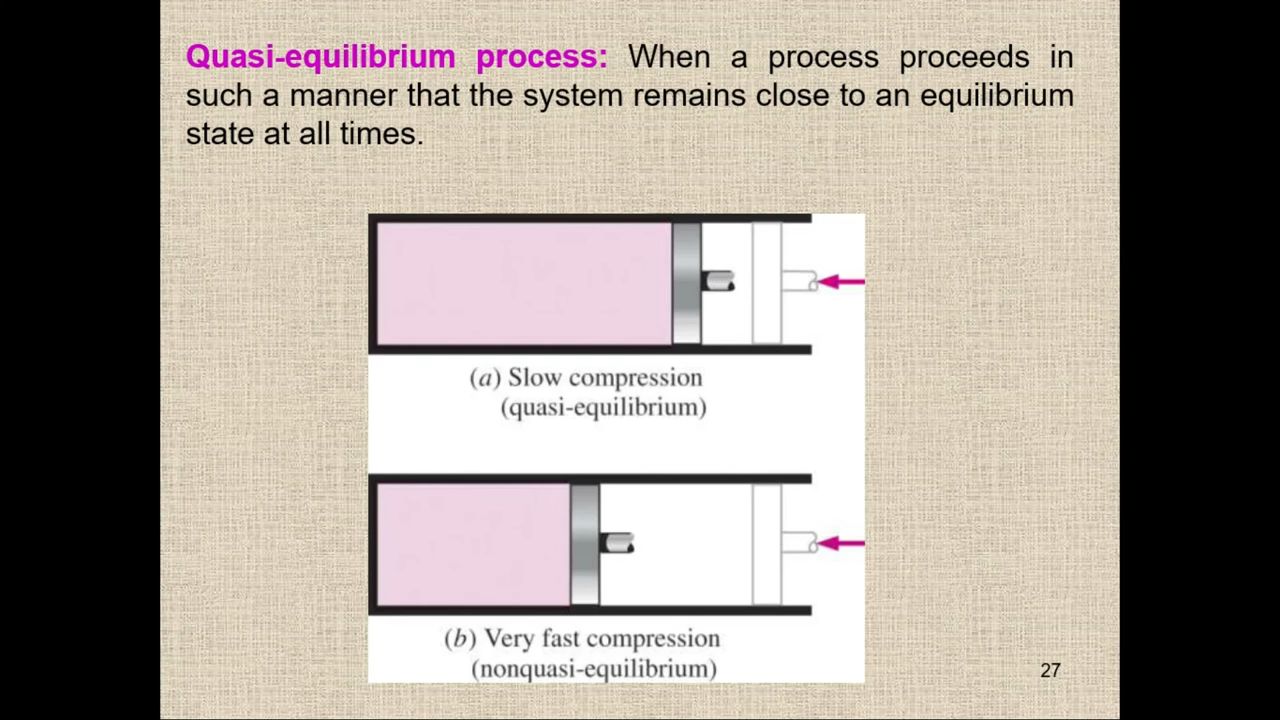 Quasi-equilibrium process: When a process proceeds in
such a manner that the system remains close to an equilibrium
state at all times.
(a) Slow compression
(quasi-equilibrium)
(b) Very fast compression
(nonquasi-equilibrium)
27